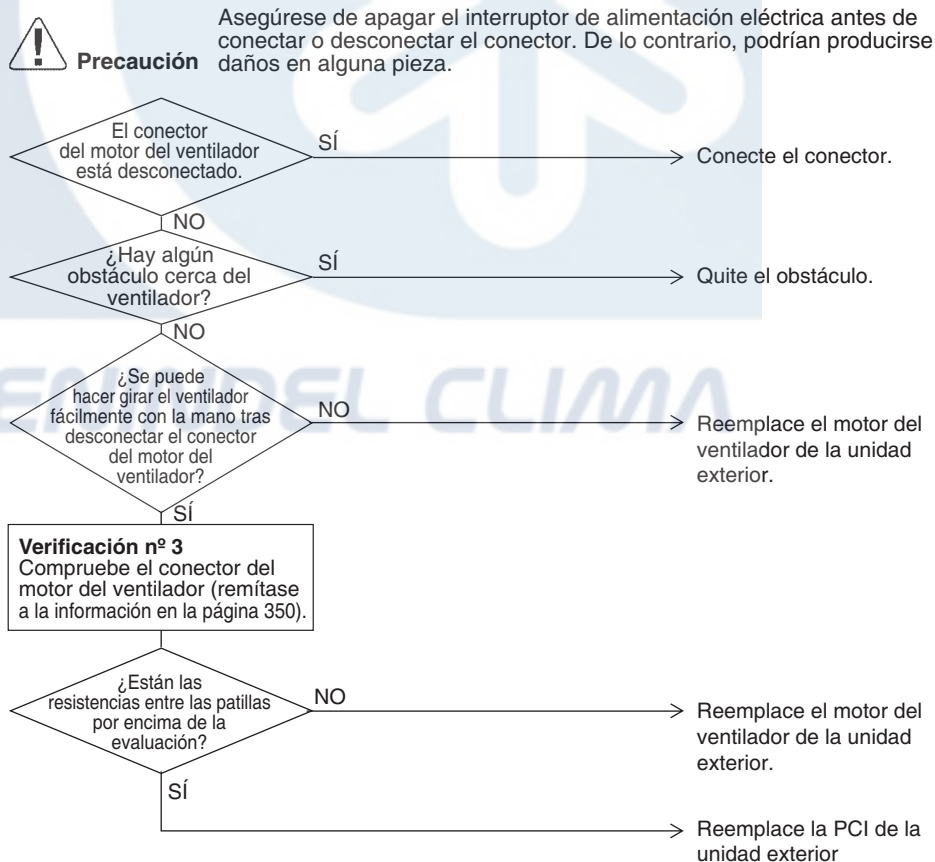 Asegúrese de apagar el interruptor de alimentación eléctrica antes de
conectar o desconectar el conector. De lo contrario, podrían producirse
Precaución daños en alguna pieza.
El conector
del motor del ventilador
está desconectado.
SÍ
Conecte el conector.
NO
¿Hay algún
obstáculo cerca del
ventilador?
SÍ
Quite el obstáculo.
NO
¿Se puede
hacer girar el ventilador
fácilmente con la mano tras
desconectar el conector
del motor del
ventilador?
NO
Reemplace el motor del
ventilador de la unidad
exterior.
SÍ
Verificación nº 3
Compruebe el conector del
motor del ventilador (remítase
a la información en la página 350).
¿Están las
resistencias entre las patillas
por encima de la
evaluación?
NO
Reemplace el motor del
ventilador de la unidad
exterior.
SÍ
Reemplace la PCI de la
unidad exterior
CLIMA